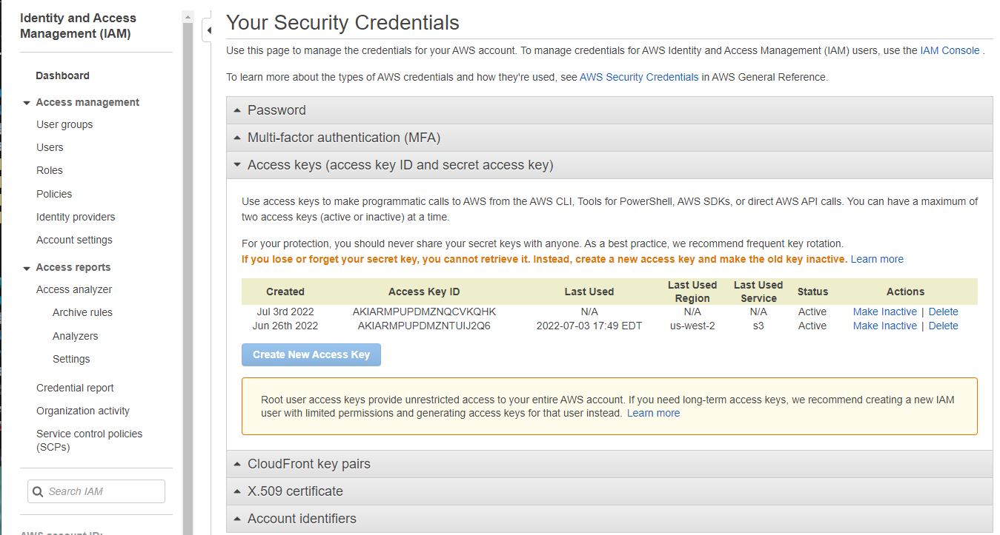 Identity and Access
Management (IAM)
Dashboard
Access management
User groups
Users
Roles
Policies
Identity providers
Account settings
Access reports
Access analyzer
Archive rules
Analyzers
Settings
Credential report
Organization activity
Service control policies
(SCPs)
Search IAM
AWS account ID:
Your Security Credentials
Use this page to manage the credentials for your AWS account. To manage credentials for AWS Identity and Access Management (IAM) users, use the IAM Console .
To learn more about the types of AWS credentials and how they're used, see AWS Security Credentials in AWS General Reference.
Password
Multi-factor authentication (MFA)
Access keys (access key ID and secret access key)
Use access keys to make programmatic calls to AWS from the AWS CLI, Tools for PowerShell, AWS SDKs, or direct AWS API calls. You can have a maximum of
two access keys (active or inactive) at a time.
For your protection, you should never share your secret keys with anyone. As a best practice, we recommend frequent key rotation.
If you lose or forget your secret key, you cannot retrieve it. Instead, create a new access key and make the old key inactive. Learn more
Created Access Key ID Last Used Last Used Region Last Used Service Status Actions
Jul 3rd 2022 AKIARMPUPDMZNQCVKQHK N/A N/A N/A Active Make Inactive | Delete
Jun 26th 2022 AKIARMPUPDMZNTUIJ2Q6 2022-07-03 17:49 EDT us-west-2 s3 Active Make Inactive | Delete
Create New Access Key
Root user access keys provide unrestricted access to your entire AWS account. If you need long-term access keys, we recommend creating a new IAM
user with limited permissions and generating access keys for that user instead. Learn more
CloudFront key pairs
X.509 certificate
Account identifiers